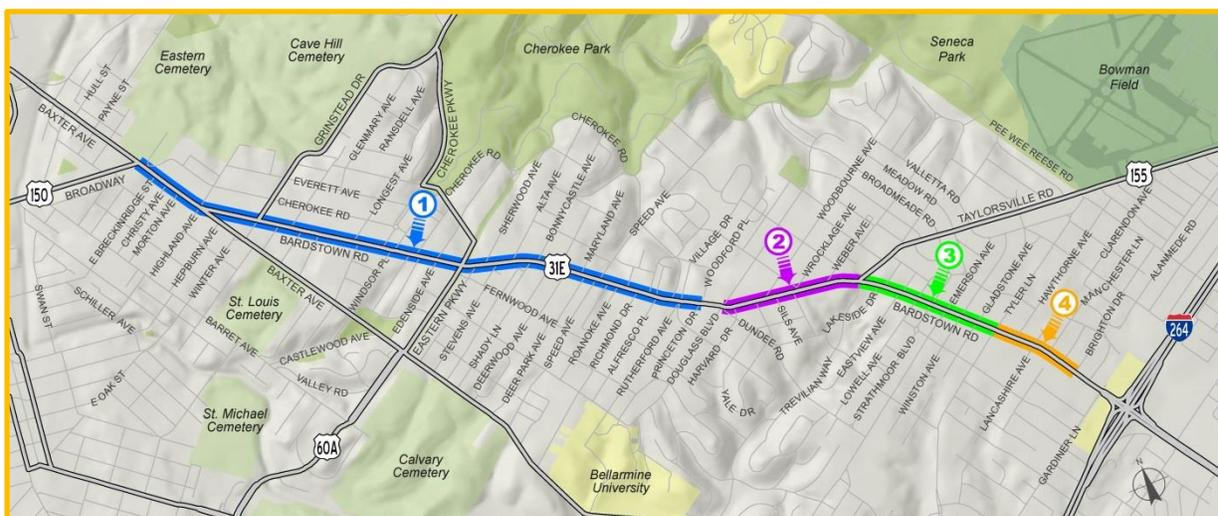 Eastern
Cemetery
Cave Hill
Cemetery
Cherokee Park
Seneca
Park
Bowman
Field
HULL ST
PAYNE ST
BAXTER AVE
GRINSTEAD DR
GLENMARY AVE
RANSDELL AVE
CHEROKEE PKWY
CHEROKEE RD
CHEROKEE RD
PEE WEE REESE RD
150
BROADWAY
EVERETT AVE
LONGEST AVE
CHEROKEE RD
SHERWOOD AVE
ALTA AVE
BONNYCASTLE AVE
MARYLAND AVE
SPEED AVE
VILLAGE DR
WOODFORD PL
WOODBOURNE AVE
VALLETTA RD
MEADOW RD
BROADMEADE RD
TAYLORSVILLE RD
155
1
2
3
4
E BRECKINRIDGE ST
CHRISTY AVE
MORTON AVE
HIGHLAND AVE
HEPBURN AVE
WINTER AVE
BARDSTOWN RD
31E
WROCKLAGE AVE
WEBER AVE
EMERSON AVE
GLADSTONE AVE
TYLER LN
HAWTHORNE AVE
CLARENDON AVE
MANCHESTER LN
ALANMEDE RD
BRIGHTON DR
264
SWAN ST
SCHILLER AVE
St. Louis
Cemetery
BAXTER AVE
WINDSOR PL
EDENSIDE AVE
EASTERN PKWY
FERNWOOD AVE
STEVENS AVE
SHADY LN
DEERWOOD AVE
DEER PARK AVE
SPEED AVE
ROANOKE AVE
RICHMOND DR
ALFRESCO PL
RUTHERFORD AVE
PRINCETON DR
DOUGLASS BLVD
HARVARD DR
DUNDEE RD
SILS AVE
LAKESIDE DR
BARDSTOWN RD
BARRET AVE
CASTLEWOOD AVE
VALLEY RD
E OAK ST
YALE DR
TREVILIAN WAY
EASTVIEW AVE
LOWELL AVE
STRATHMOOR BLVD
WINSTON AVE
LANCASHIRE AVE
GARDINER LN
St. Michael
Cemetery
60A
Calvary
Cemetery
Bellarmine
University
N